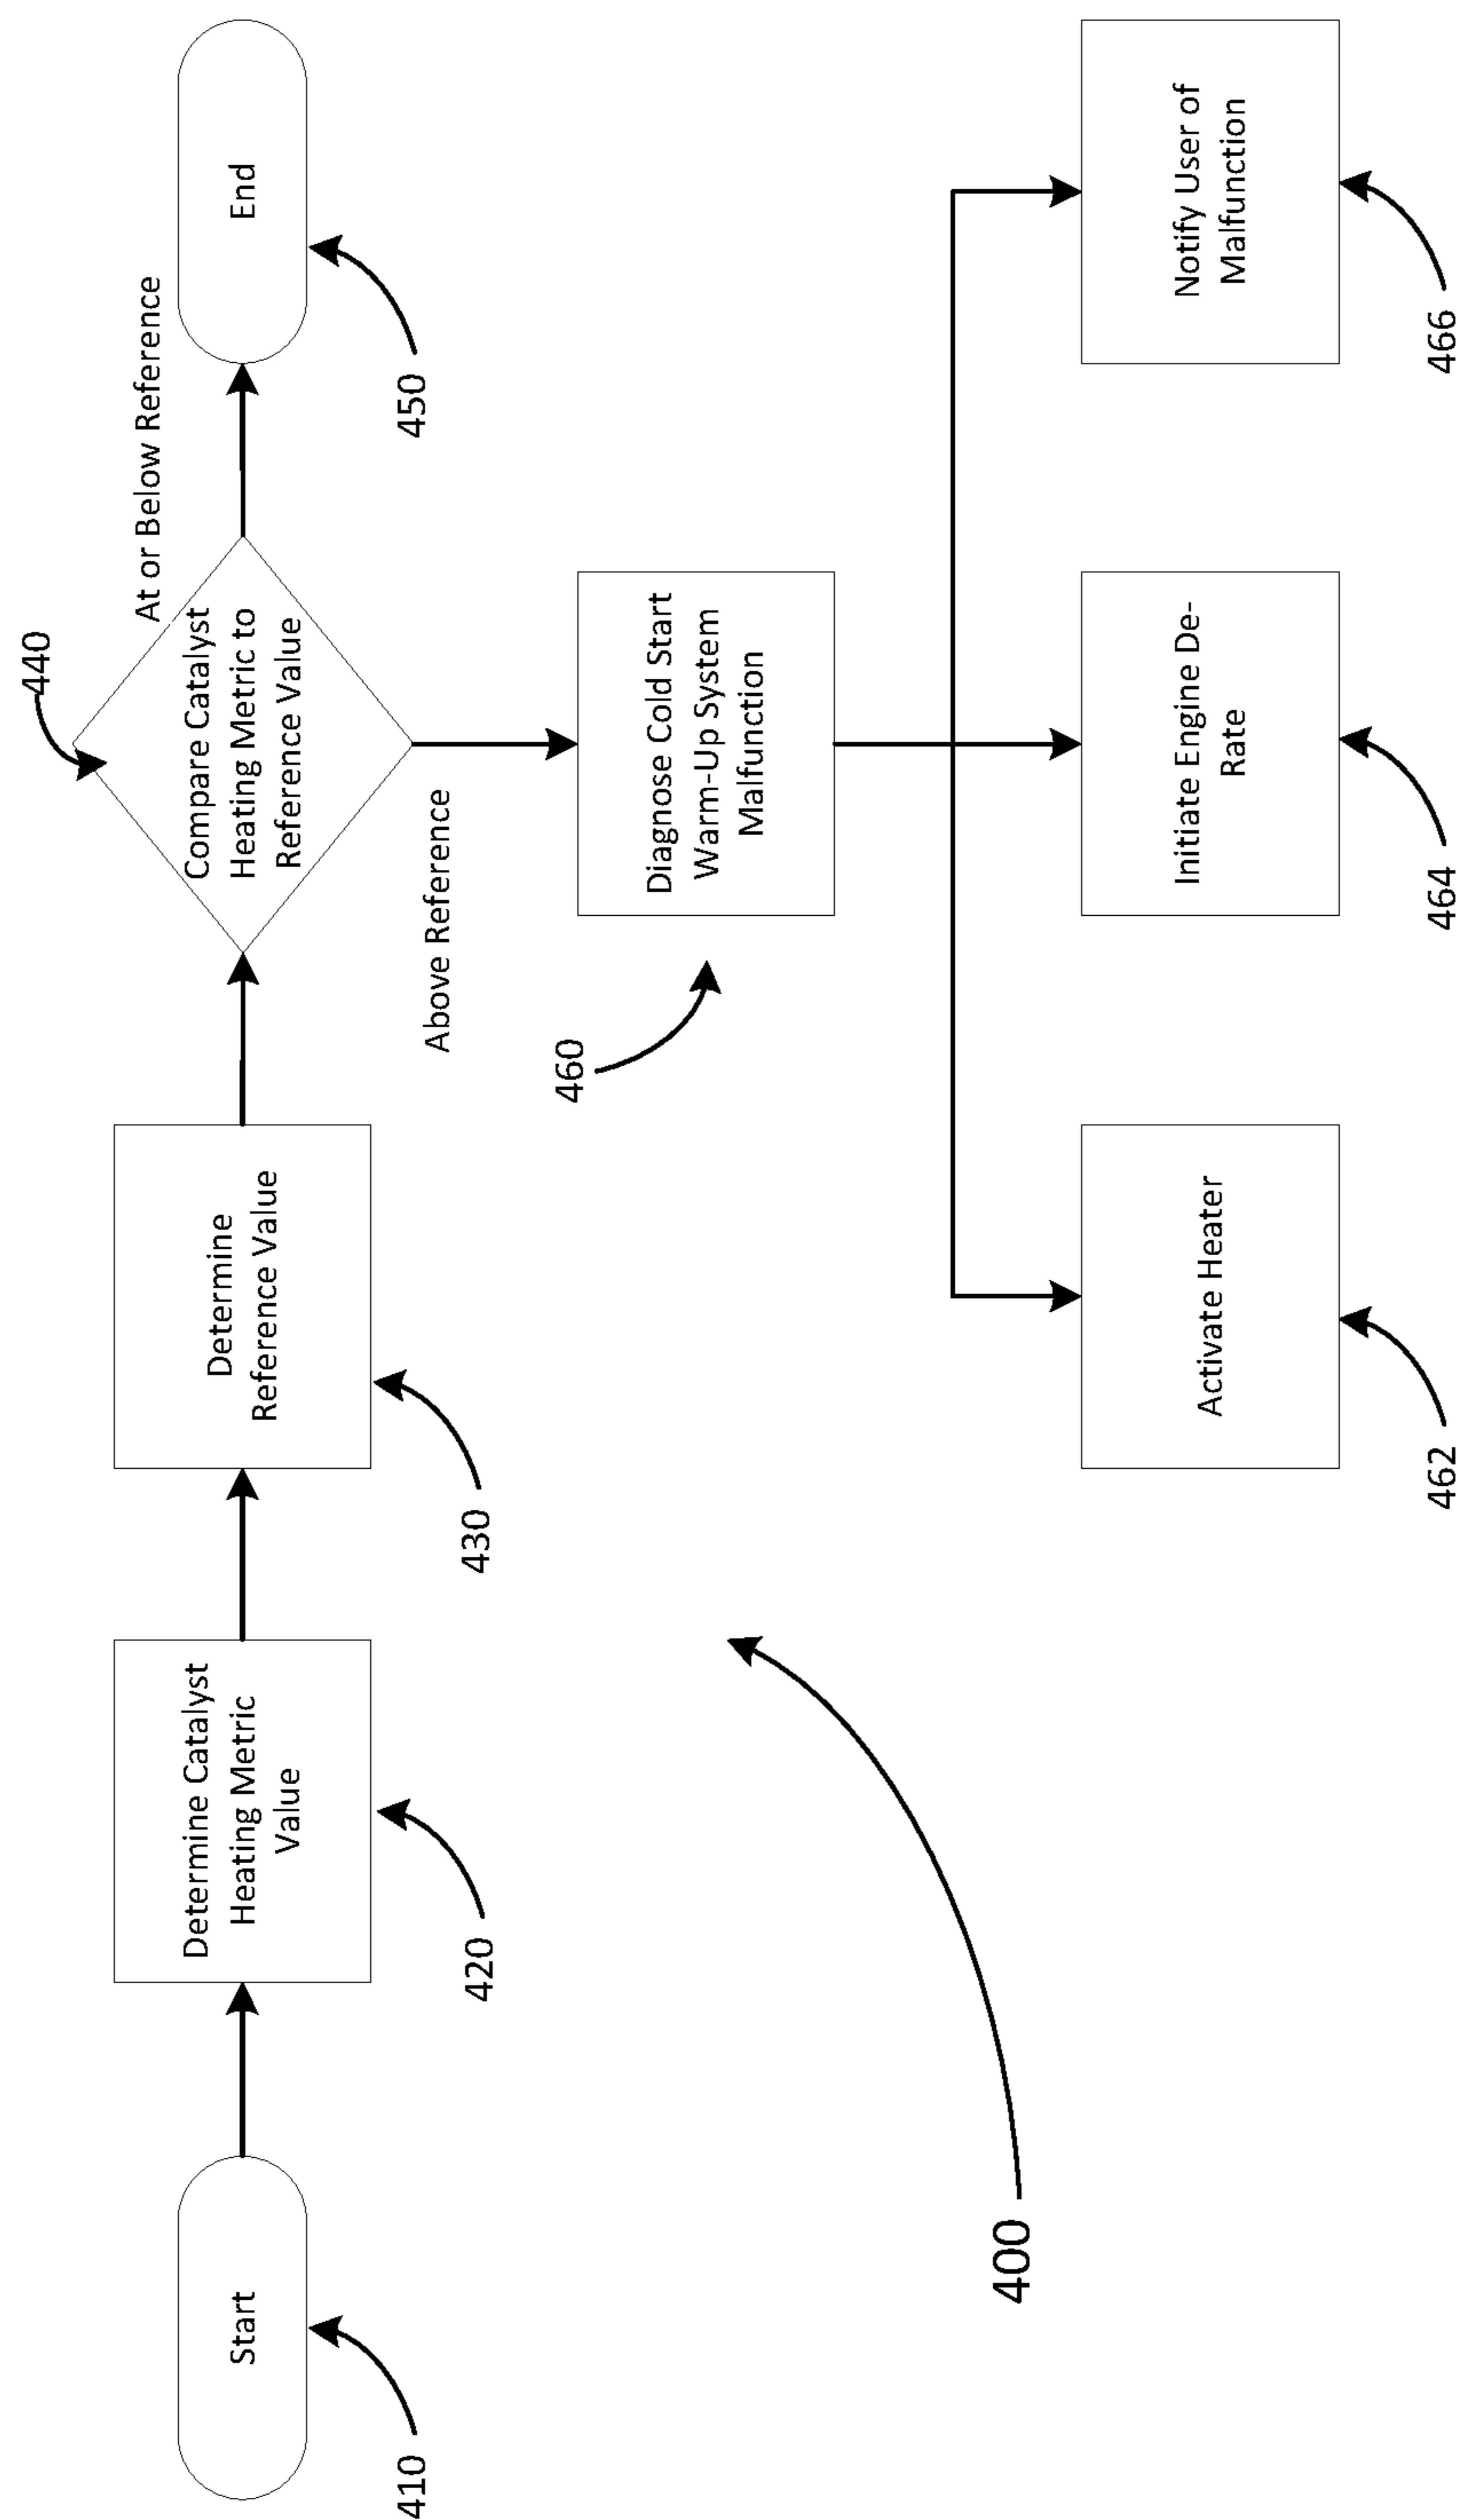 Start
410
Determine Catalyst
Heating Metric
Value
420
Determine
Reference Value
430
440
Compare Catalyst
Heating Metric to
Reference Value
At or Below Reference
End
450
Above Reference
460
Diagnose Cold Start
Warm-Up System
Malfunction
Activate Heater
462
Initiate Engine De-
Rate
464
Notify User of
Malfunction
466
400